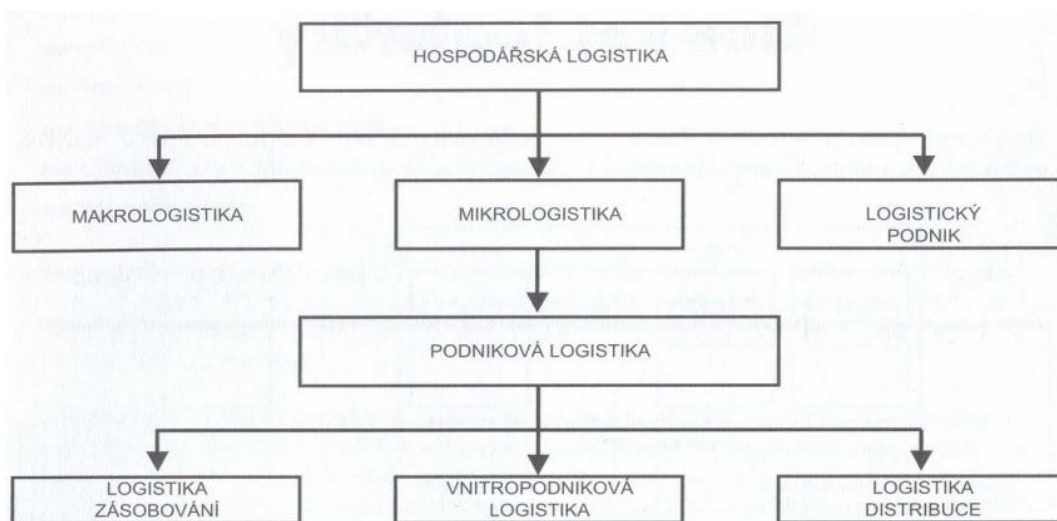 HOSPODÁŘSKÁ LOGISTIKA
MAKROLOGISTIKA
MIKROLOGISTIKA
LOGISTICKÝ
PODNIK
PODNIKOVÁ LOGISTIKA
LOGISTIKA
ZÁSOBOVÁNÍ
VNITROPODNIKOVÁ
LOGISTIKA
LOGISTIKA
DISTRIBUCE